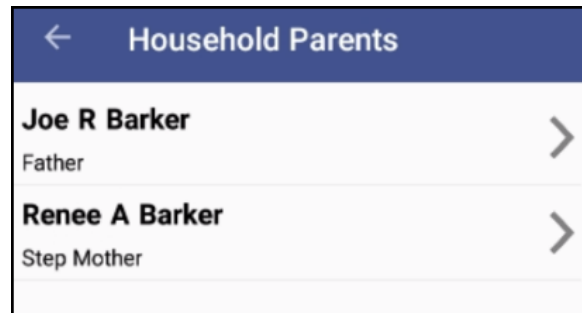 Household Parents
Joe R Barker
Father
Renee A Barker
Step Mother